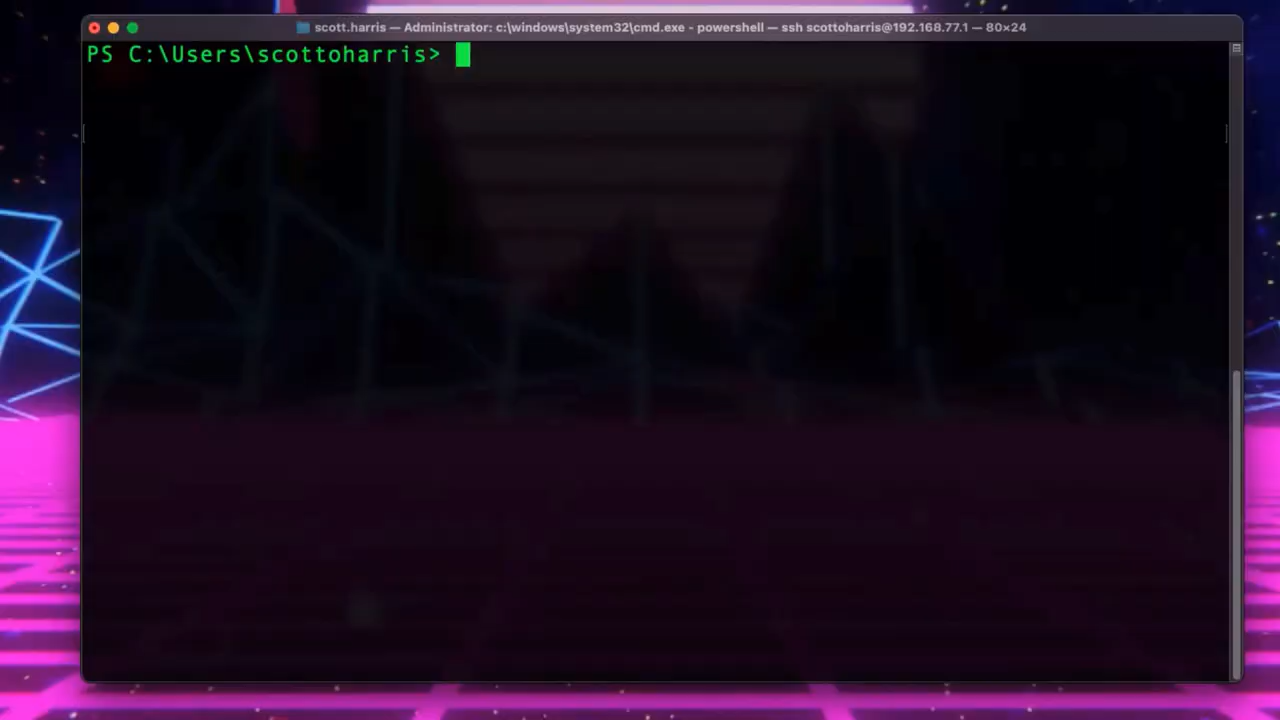 scott.harris — Administrator: c:\windows\system32\cmd.exe - powershell — ssh scottoharris@192.168.77.1 — 80×24
PS C:\Users\scottoharris>